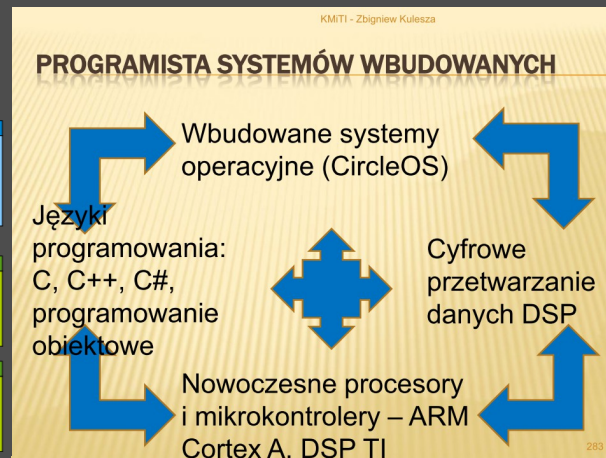 KMiTI - Zbigniew Kulesza
PROGRAMISTA SYSTEMÓW WBUDOWANYCH
Wbudowane systemy
operacyjne (CircleOS)
Języki
programowania:
C, C++, C#,
programowanie
obiektowe
Cyfrowe
przetwarzanie
danych DSP
Nowoczesne procesory
i mikrokontrolery – ARM
Cortex A, DSP TI
283